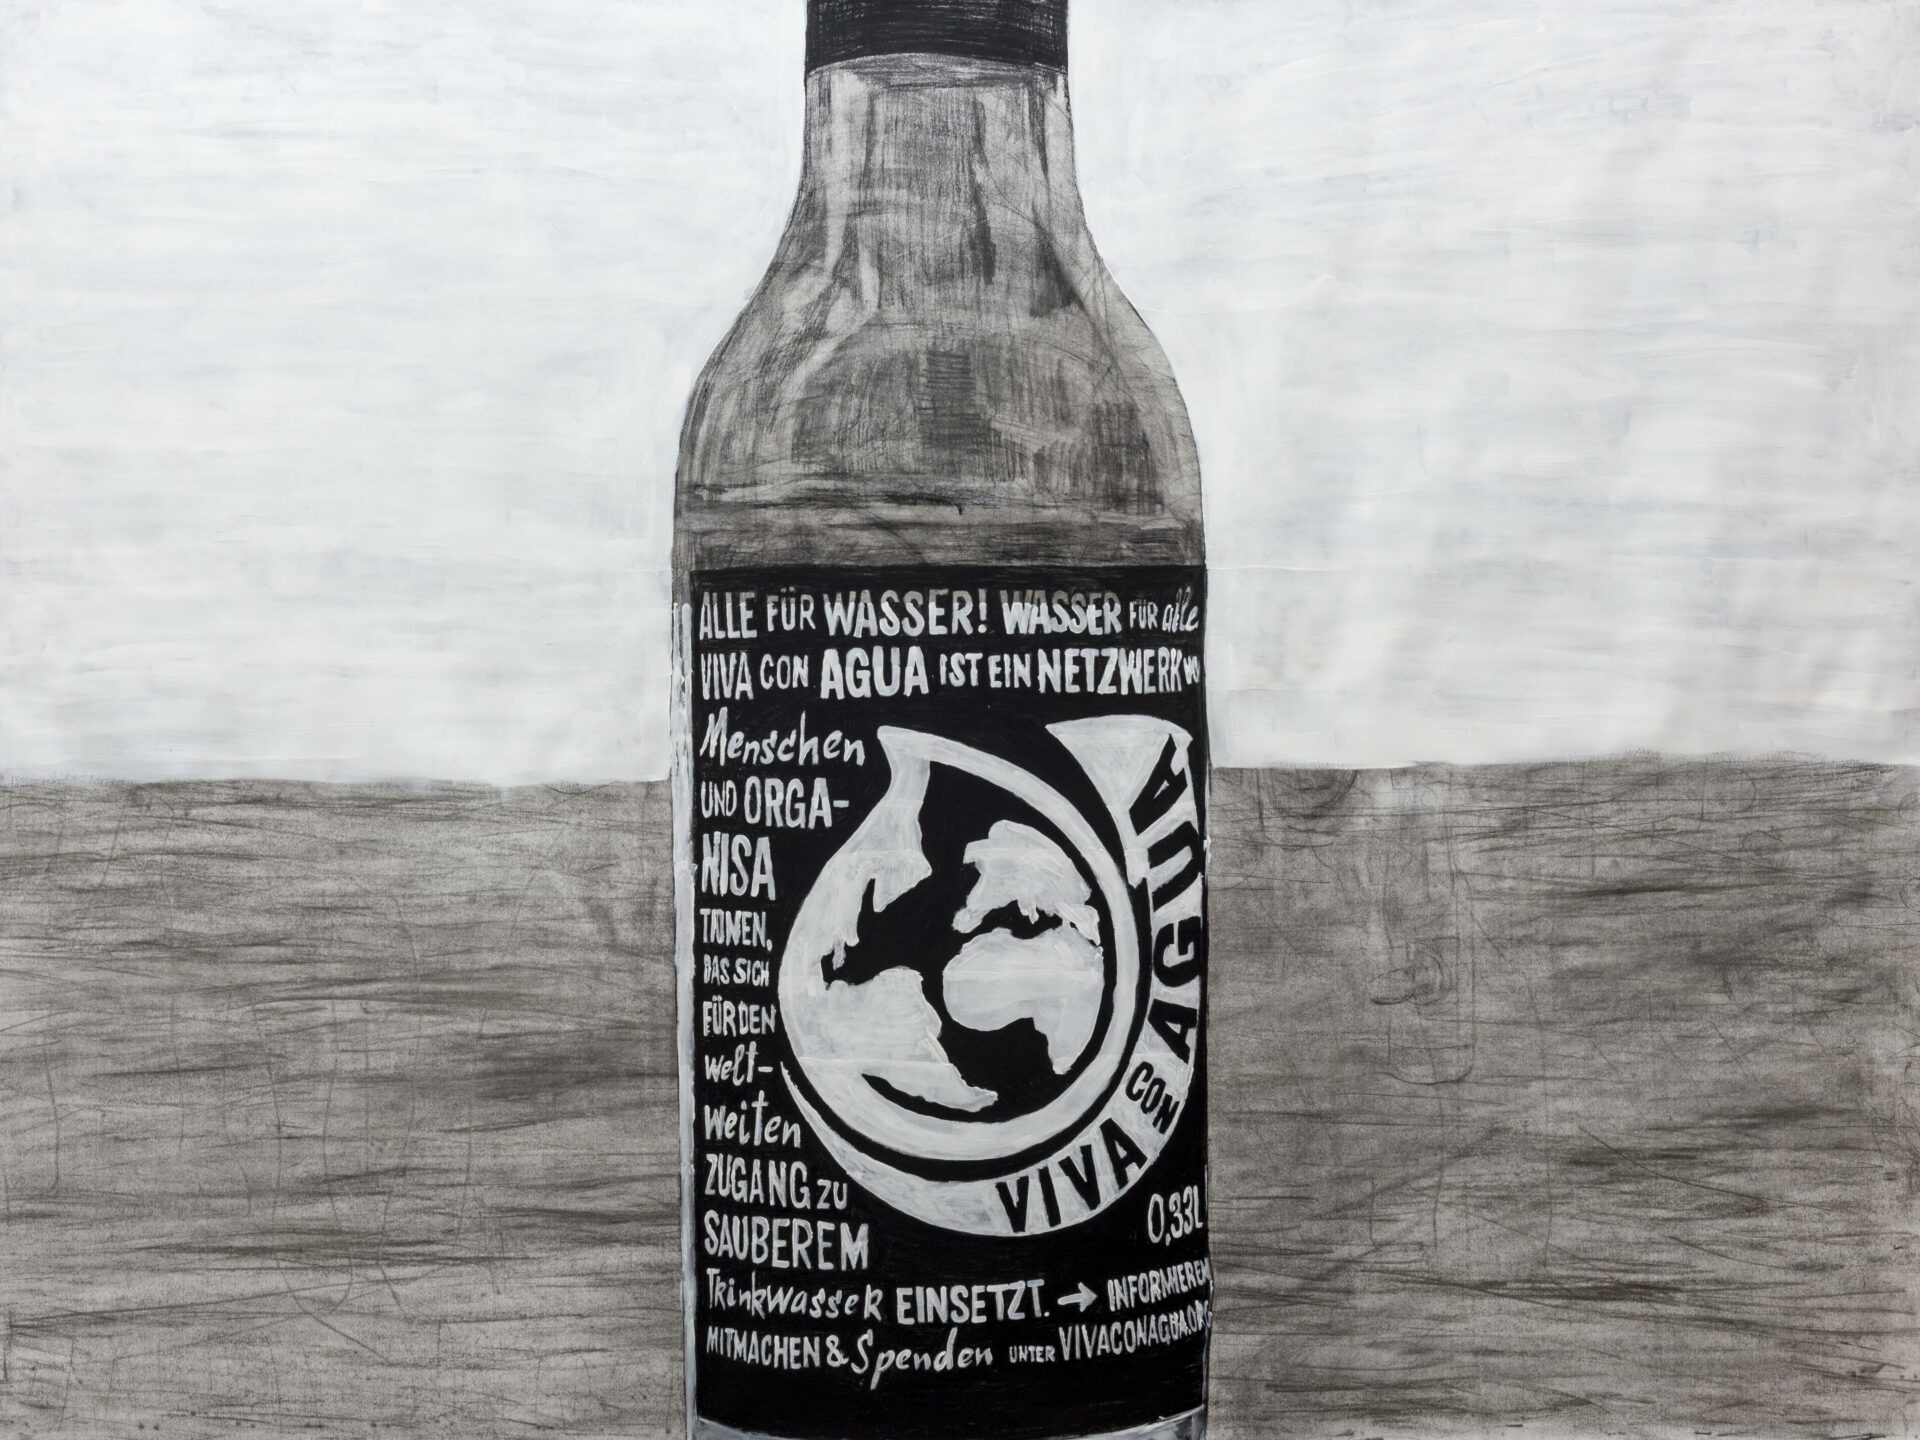 ALLE FÜR WASSER! WASSER FÜR alle
VIVA CON AGUA IST EIN NETZWERK
Menschen
UND ORGA-
NISA
TIONEN,
DAS SICH
FÜR DEN
welt-
weiten
ZUGANG ZU
SAUBEREM
Trinkwasser EINSETZT. → INFORMIEREN
MITMACHEN & Spenden UNTER VIVACONAGUA.ORG
VIVA CON AGUA
0,33L